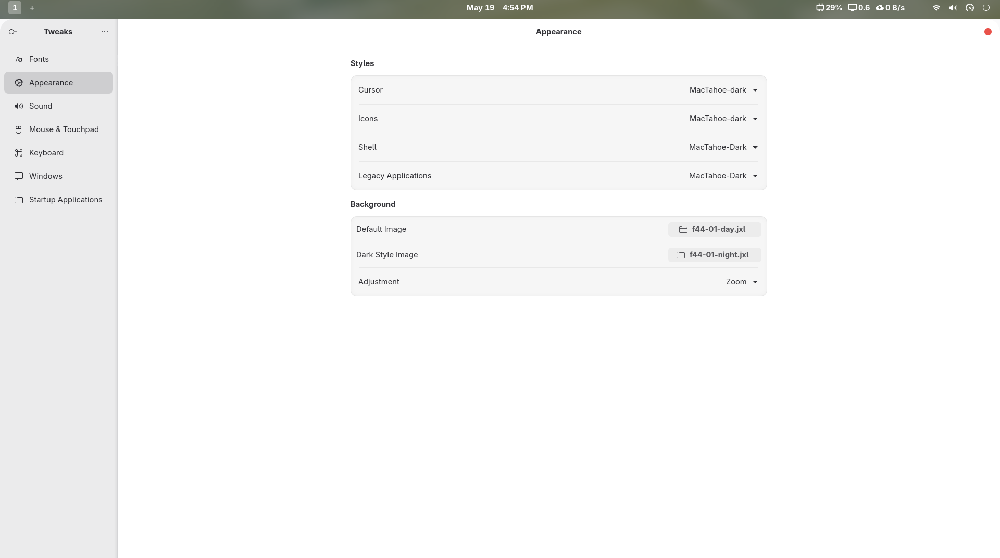 1 + May 19 4:54 PM 29% 0.6 0 B/s
Tweaks
Appearance
Fonts
Appearance
Sound
Mouse & Touchpad
Keyboard
Windows
Startup Applications
Styles
Cursor MacTahoe-dark
Icons MacTahoe-dark
Shell MacTahoe-Dark
Legacy Applications MacTahoe-Dark
Background
Default Image f44-01-day.jxl
Dark Style Image f44-01-night.jxl
Adjustment Zoom